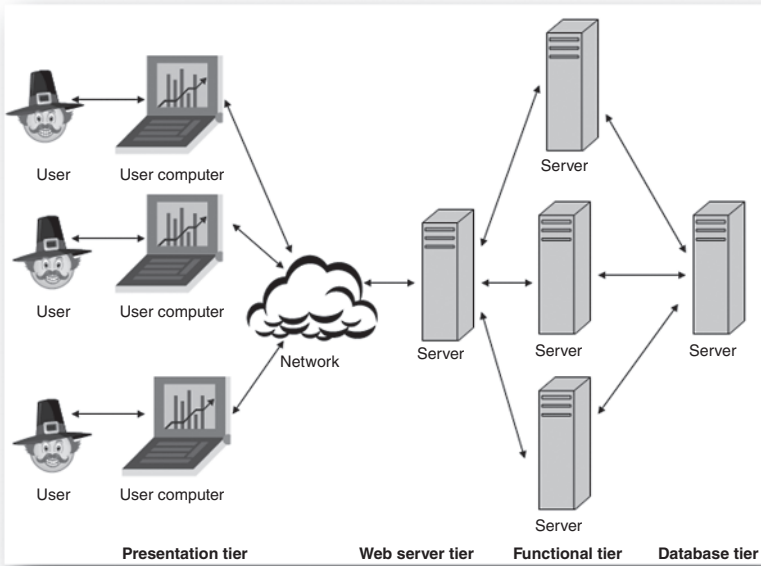 Server
User
User computer
User
User computer
Network
Server
Server
Server
User
User computer
Server
Presentation tier
Web server tier
Functional tier
Database tier